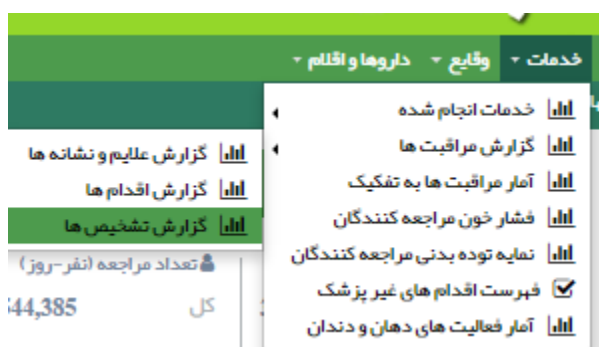 خدمات وقایع داروها و اقلام
خدمات انجام شده
گزارش مراقبت ها
آمار مراقبت ها به تفکیک
فشار خون مراجعه کنندگان
نمایه توده بدنی مراجعه کنندگان
فهرست اقدام های غیر پزشک
آمار فعالیت های دهان و دندان
گزارش علایم و نشانه ها
گزارش اقدام ها
گزارش تشخیص ها
تعداد مراجعه (نفر-روز)
کل 544,385